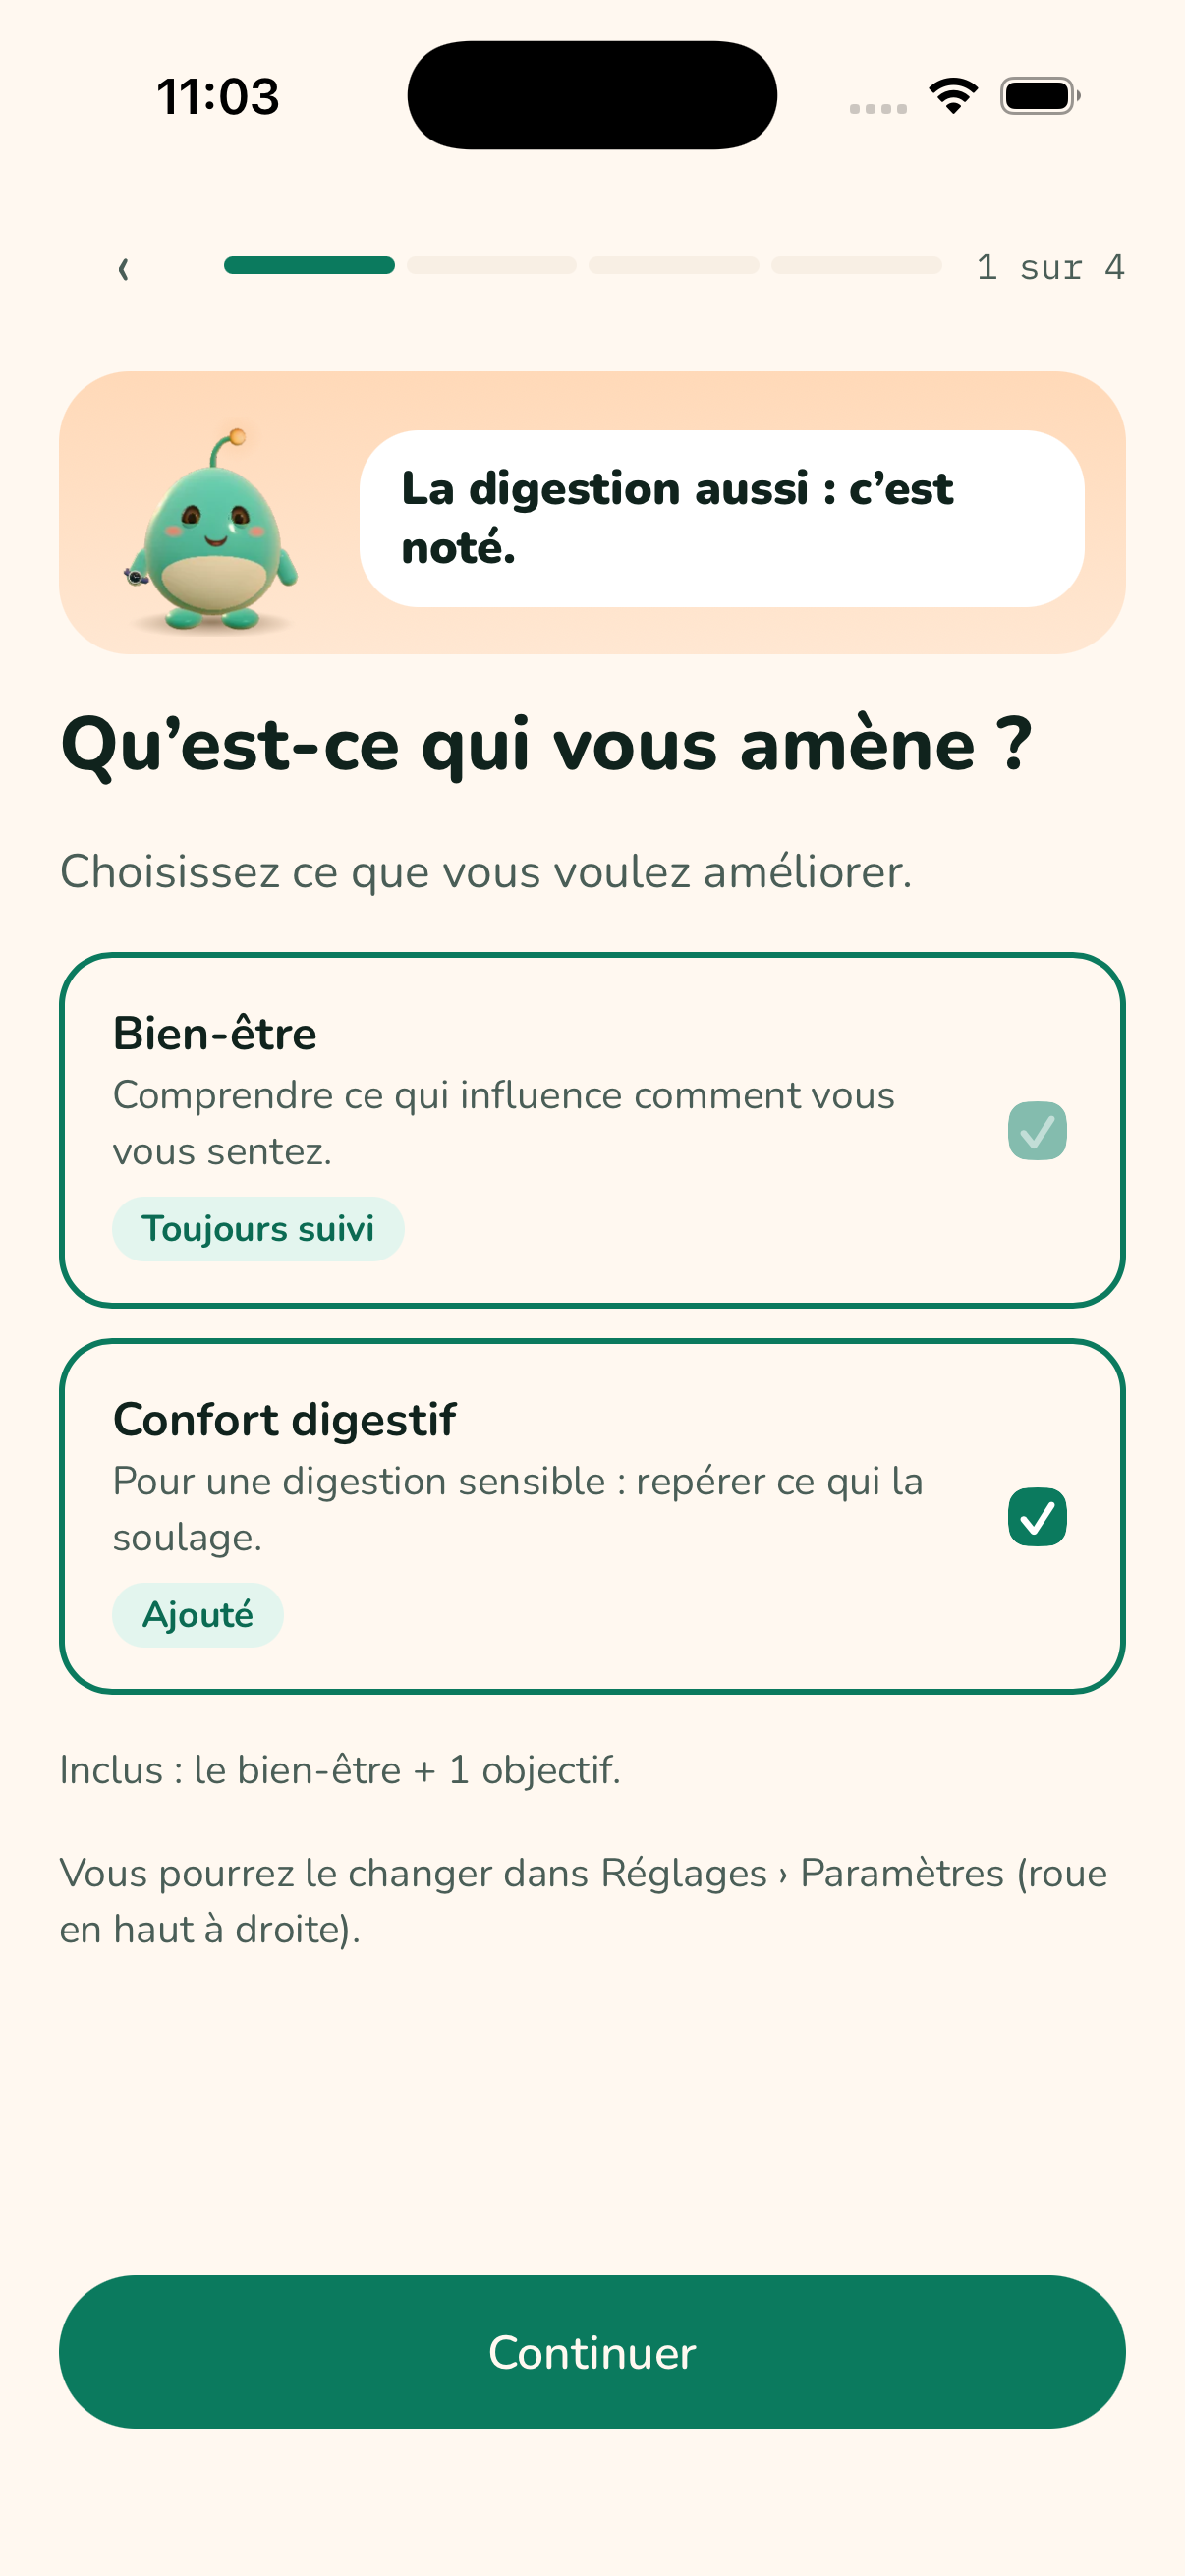 11:03
‹
1 sur 4
La digestion aussi : c’est
noté.
Qu’est-ce qui vous amène ?
Choisissez ce que vous voulez améliorer.
Bien-être
Comprendre ce qui influence comment vous
vous sentez.
Toujours suivi
Confort digestif
Pour une digestion sensible : repérer ce qui la
soulage.
Ajouté
Inclus : le bien-être + 1 objectif.
Vous pourrez le changer dans Réglages › Paramètres (roue
en haut à droite).
Continuer